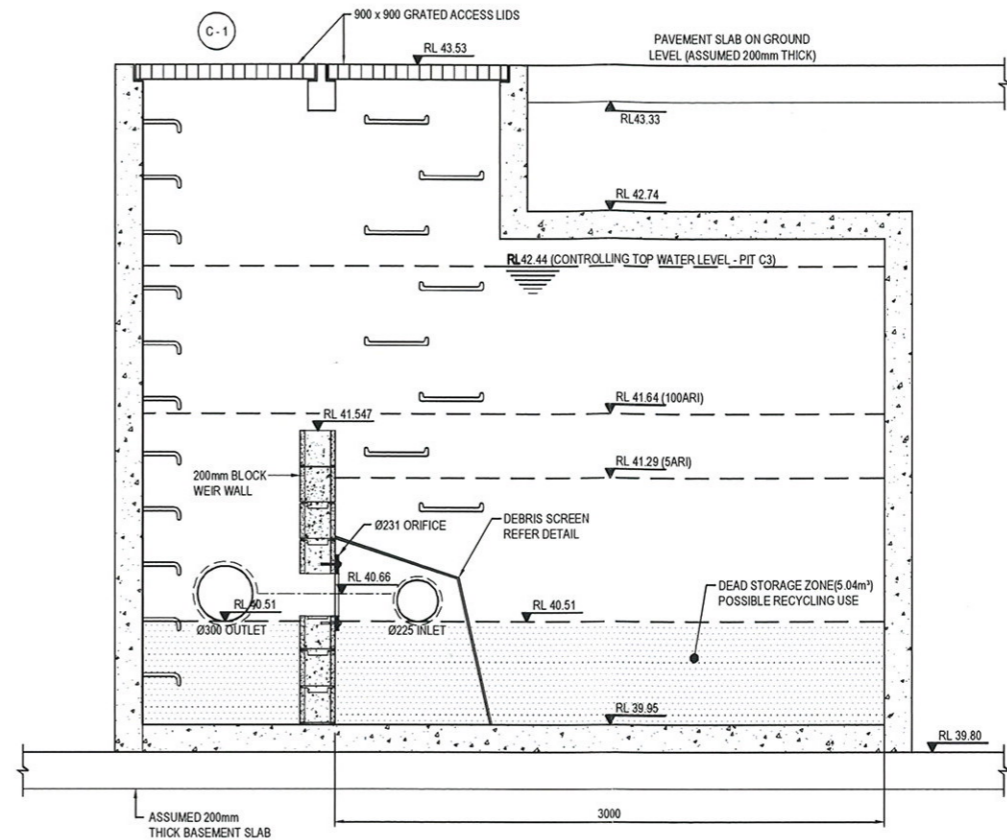 900 x 900 GRATED ACCESS LIDS
C-1
RL 43.53
PAVEMENT SLAB ON GROUND
LEVEL (ASSUMED 200mm THICK)
RL43.33
RL 42.74
RL42.44 (CONTROLLING TOP WATER LEVEL - PIT C3)
RL 41.64 (100ARI)
RL 41.547
RL 41.29 (5ARI)
200mm BLOCK
WEIR WALL
Ø231 ORIFICE
DEBRIS SCREEN
REFER DETAIL
RL 40.66
DEAD STORAGE ZONE(5.04m³)
POSSIBLE RECYCLING USE
RL 40.51
RL 40.51
Ø300 OUTLET
Ø225 INLET
RL 39.95
RL 39.80
3000
ASSUMED 200mm
THICK BASEMENT SLAB